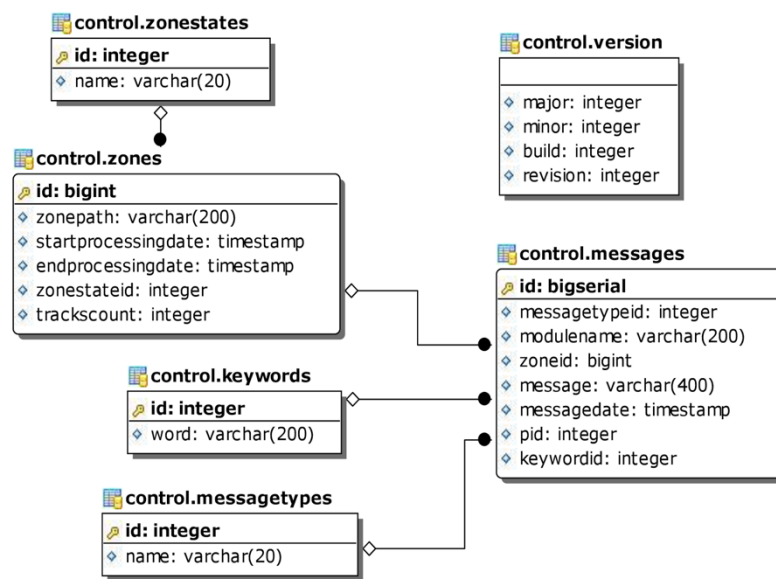 control.zonestates
id: integer
name: varchar(20)
control.version
major: integer
minor: integer
build: integer
revision: integer
control.zones
id: bigint
zonepath: varchar(200)
startprocessingdate: timestamp
endprocessingdate: timestamp
zonestateid: integer
trackscount: integer
control.messages
id: bigserial
messagetypeid: integer
modulename: varchar(200)
zoneid: bigint
message: varchar(400)
messagedate: timestamp
pid: integer
keywordid: integer
control.keywords
id: integer
word: varchar(200)
control.messagetypes
id: integer
name: varchar(20)